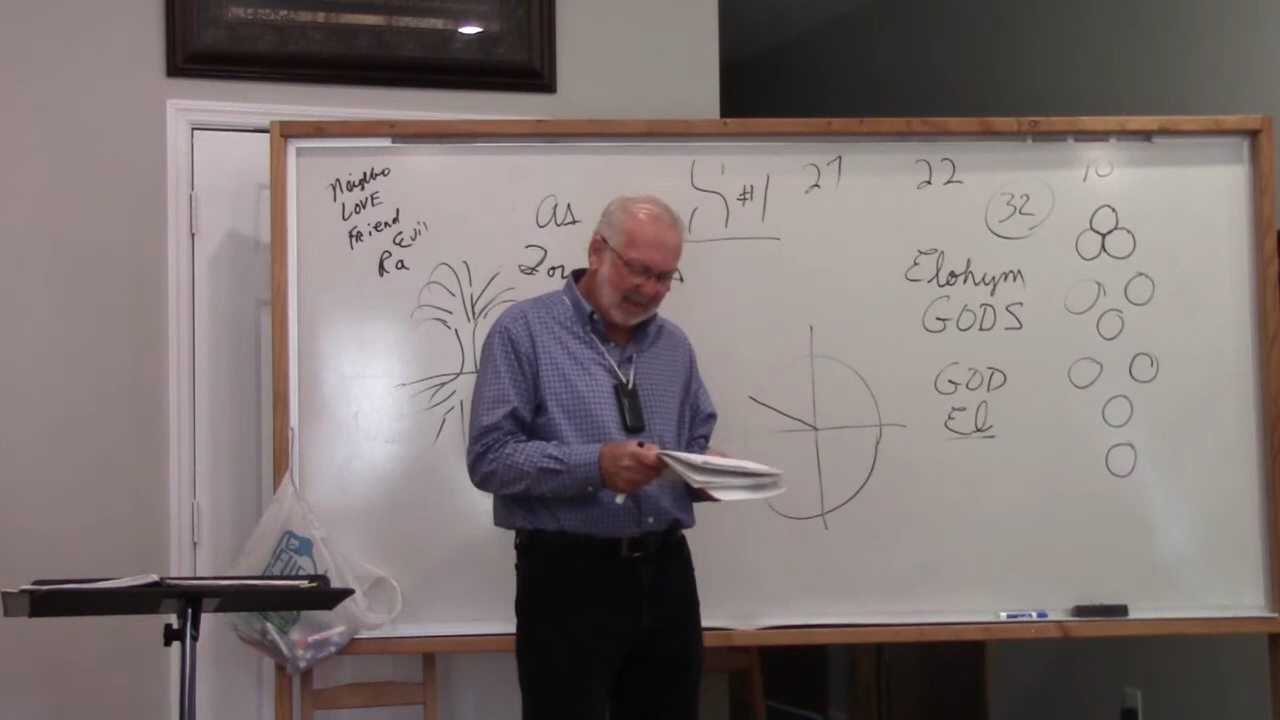 Neighbo
LOVE
Friend
Evil
Ra
as
#1
27
22
10
32
Elohym
GODS
GOD
El